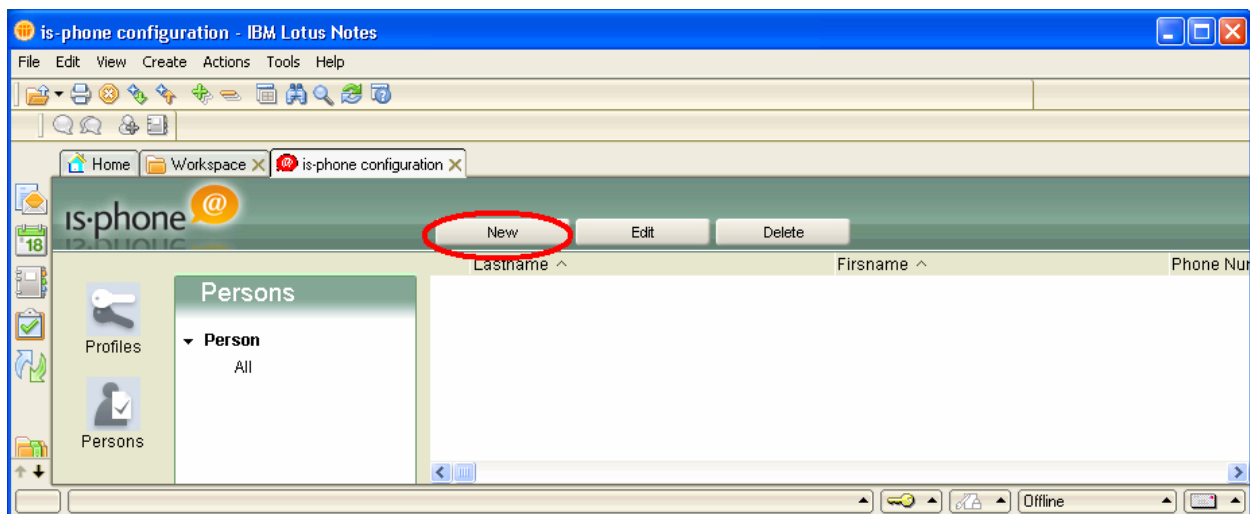 is-phone configuration - IBM Lotus Notes
File Edit View Create Actions Tools Help
Home Workspace is-phone configuration
is·phone @
New Edit Delete
18
Lastname Firsname Phone Nur
Persons
Profiles
Person
All
Persons
Offline